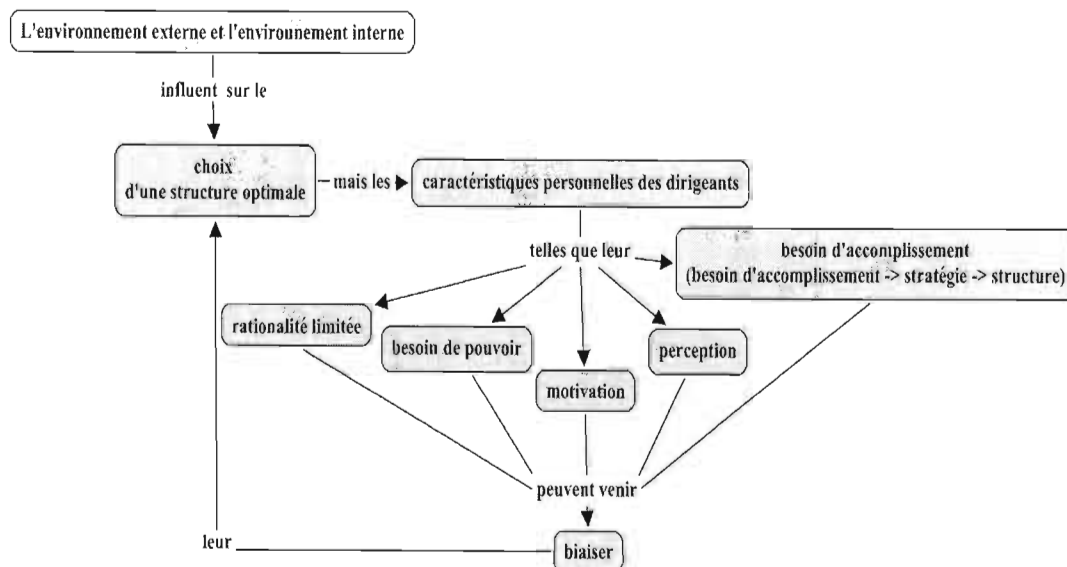 L'environnement externe et l'envirounement interne
influent sur le
choix
d'une structure optimale
mais les
caractéristiques personnelles des dirigeants
telles que leur
besoin d'accomplissement
(besoin d'accomplissement -> stratégie -> structure)
rationalité limitée
besoin de pouvoir
motivation
perception
peuvent venir
biaiser
leur